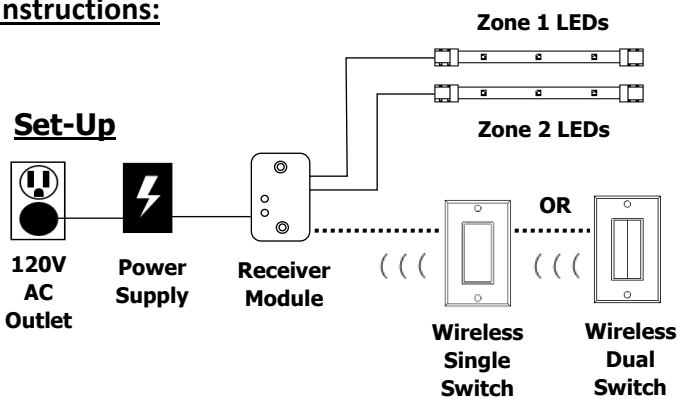 nstructions:
Zone 1 LEDs
Set-Up
Zone 2 LEDs
OR
120V
AC
Outlet
Power
Supply
Receiver
Module
Wireless
Single
Switch
Wireless
Dual
Switch